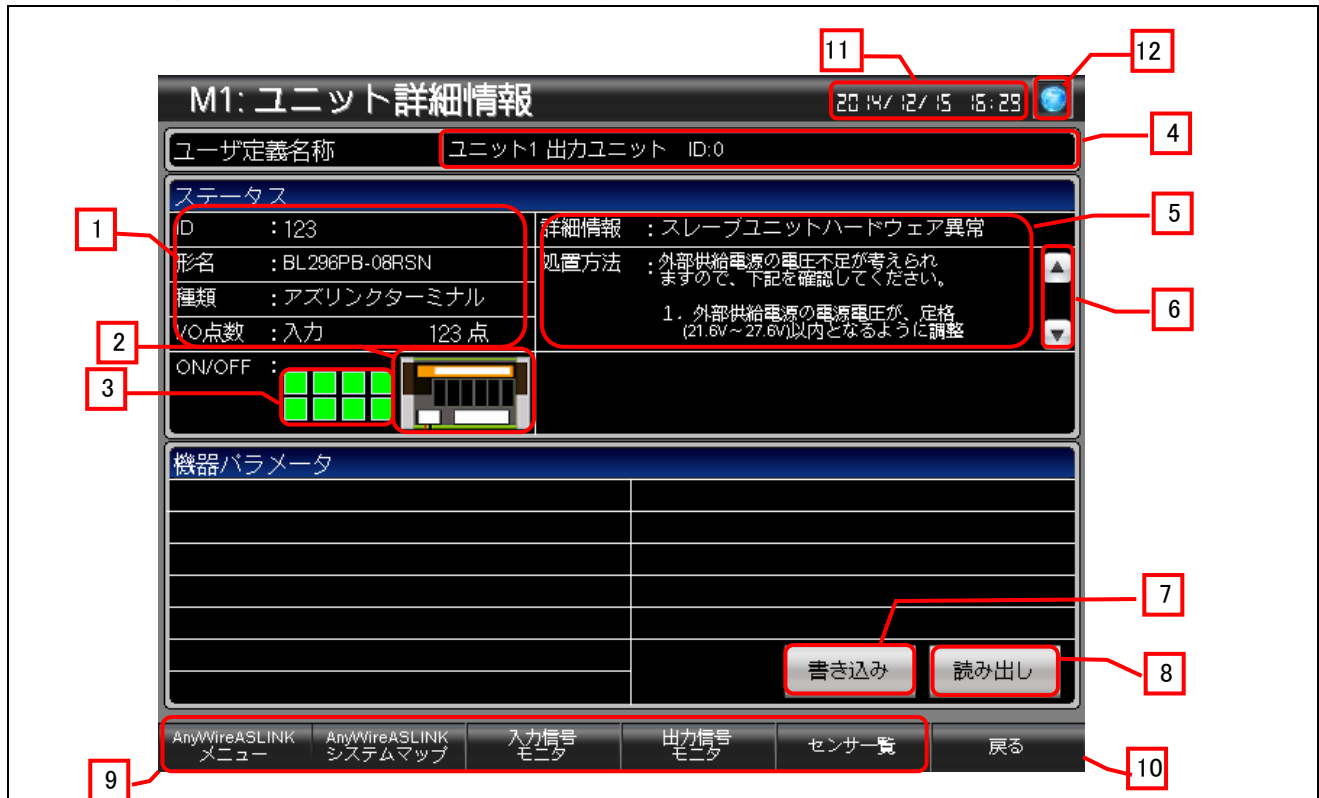 11
12
M1: ユニット詳細情報
2014/12/15 16:29
4
ユーザ定義名称
ユニット1 出力ユニット ID:0
ステータス
1
5
ID :123
詳細情報 :スレーブユニットハードウェア異常
形名 :BL296PB-08RSN
処置方法 :外部供給電源の電圧不足が考えられ
ますので、下記を確認してください。
種類 :アズリンクターミナル
6
1. 外部供給電源の電源電圧が、定格
(21.6V～27.6V)以内となるように調整
I/O点数 :入力 123 点
2
ON/OFF :
3
機器パラメータ
7
書き込み
読み出し
8
AnyWireASLINK
メニュー
AnyWireASLINK
システムマップ
入力信号
モニタ
出力信号
モニタ
センサ一覧
戻る
9
10